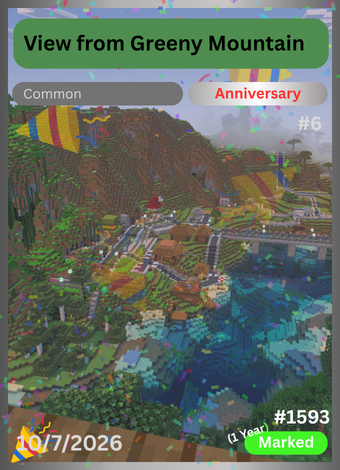 View from Greeny Mountain
Common
Anniversary
#6
#1593
(1 Year)
10/7/2026
Marked